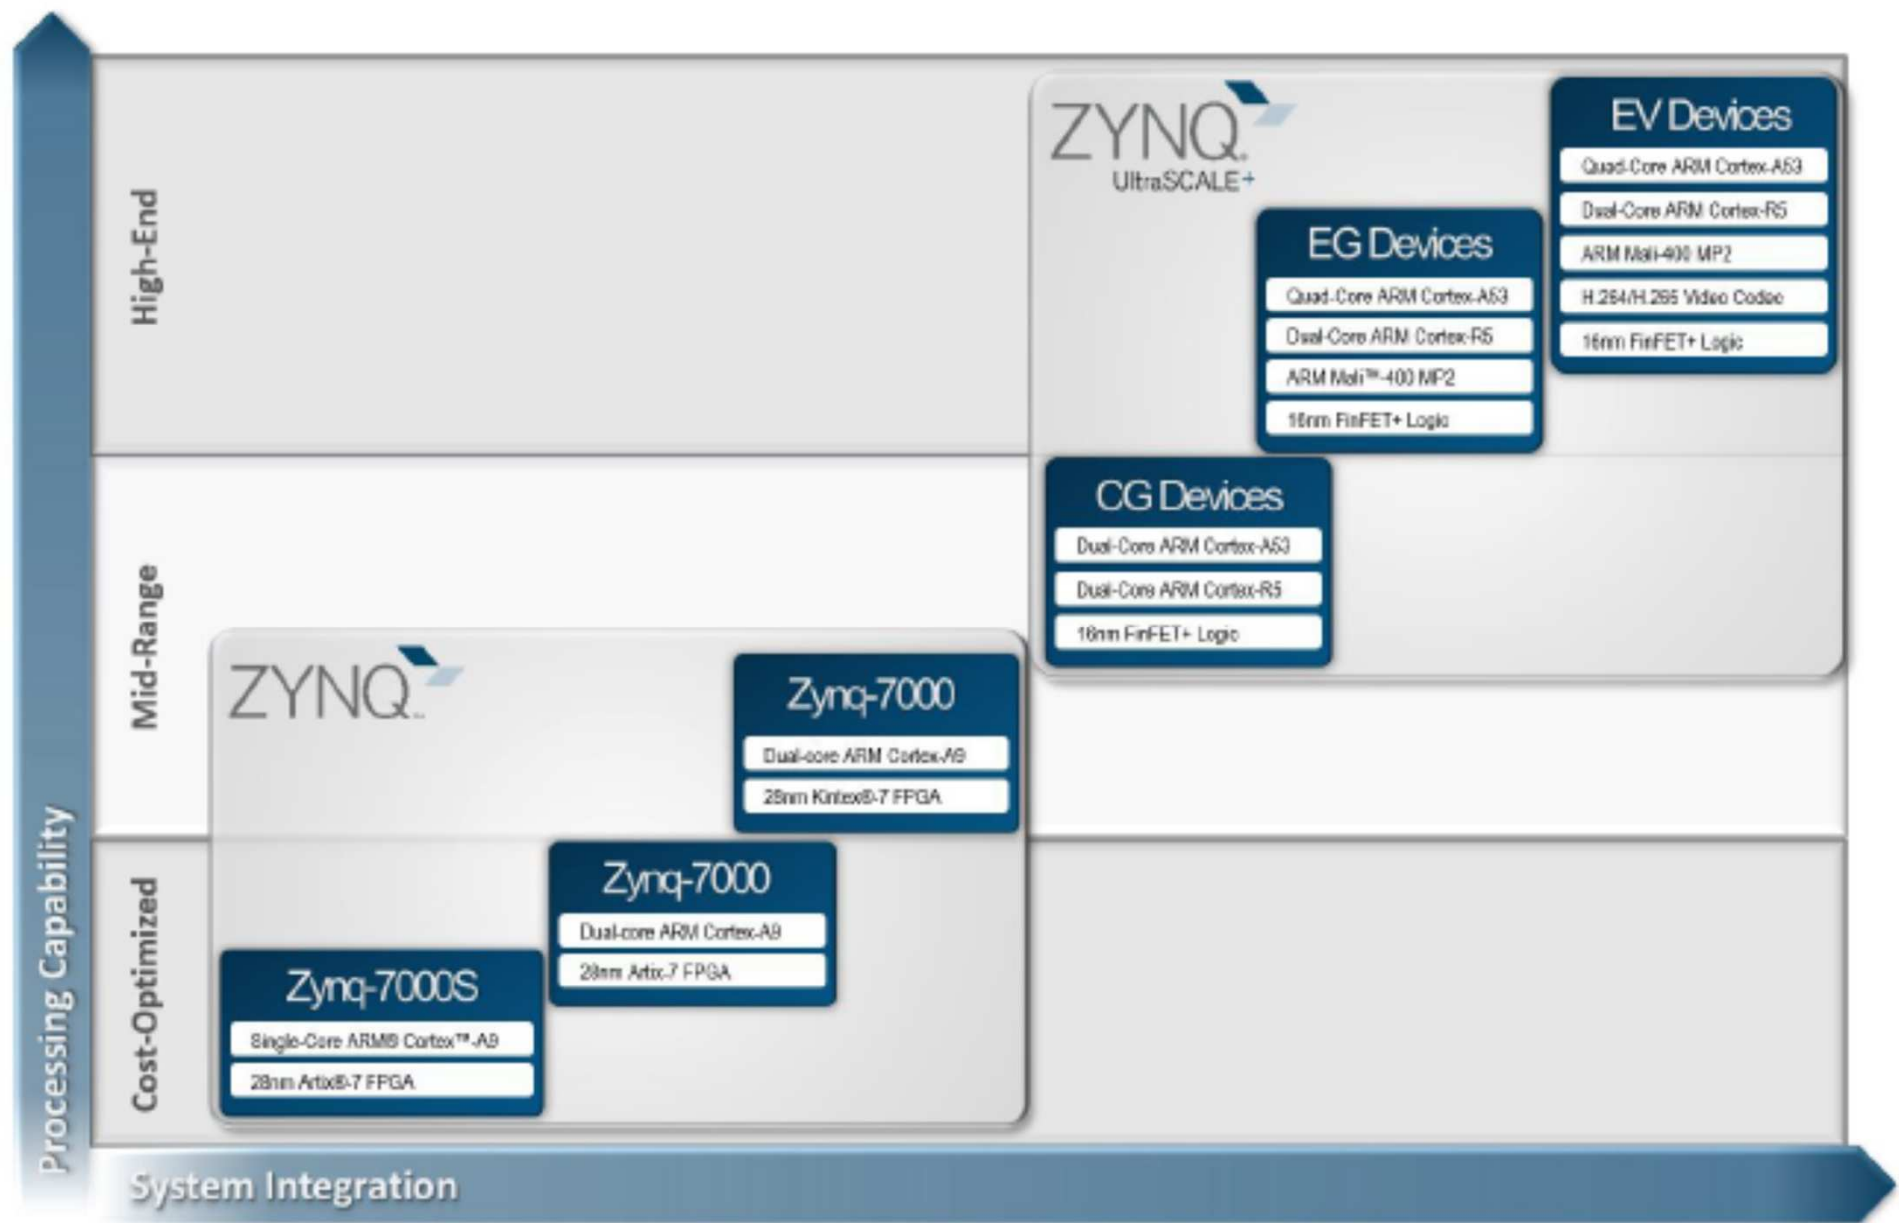 High-End
Mid-Range
Cost-Optimized
Processing Capability
System Integration
ZYNQ
UltraSCALE+
EV Devices
Quad-Core ARM Cortex-A53
Dual-Core ARM Cortex-R5
ARM Mali-400 MP2
H.264/H.265 Video Codec
16nm FinFET+ Logic
EG Devices
Quad-Core ARM Cortex-A53
Dual-Core ARM Cortex-R5
ARM Mali™-400 MP2
16nm FinFET+ Logic
CG Devices
Dual-Core ARM Cortex-A53
Dual-Core ARM Cortex-R5
16nm FinFET+ Logic
ZYNQ
Zynq-7000
Dual-core ARM Cortex-A9
28nm Kintex®-7 FPGA
Zynq-7000
Dual-core ARM Cortex-A9
28nm Artix-7 FPGA
Zynq-7000S
Single-Core ARM® Cortex™-A9
28nm Artix®-7 FPGA